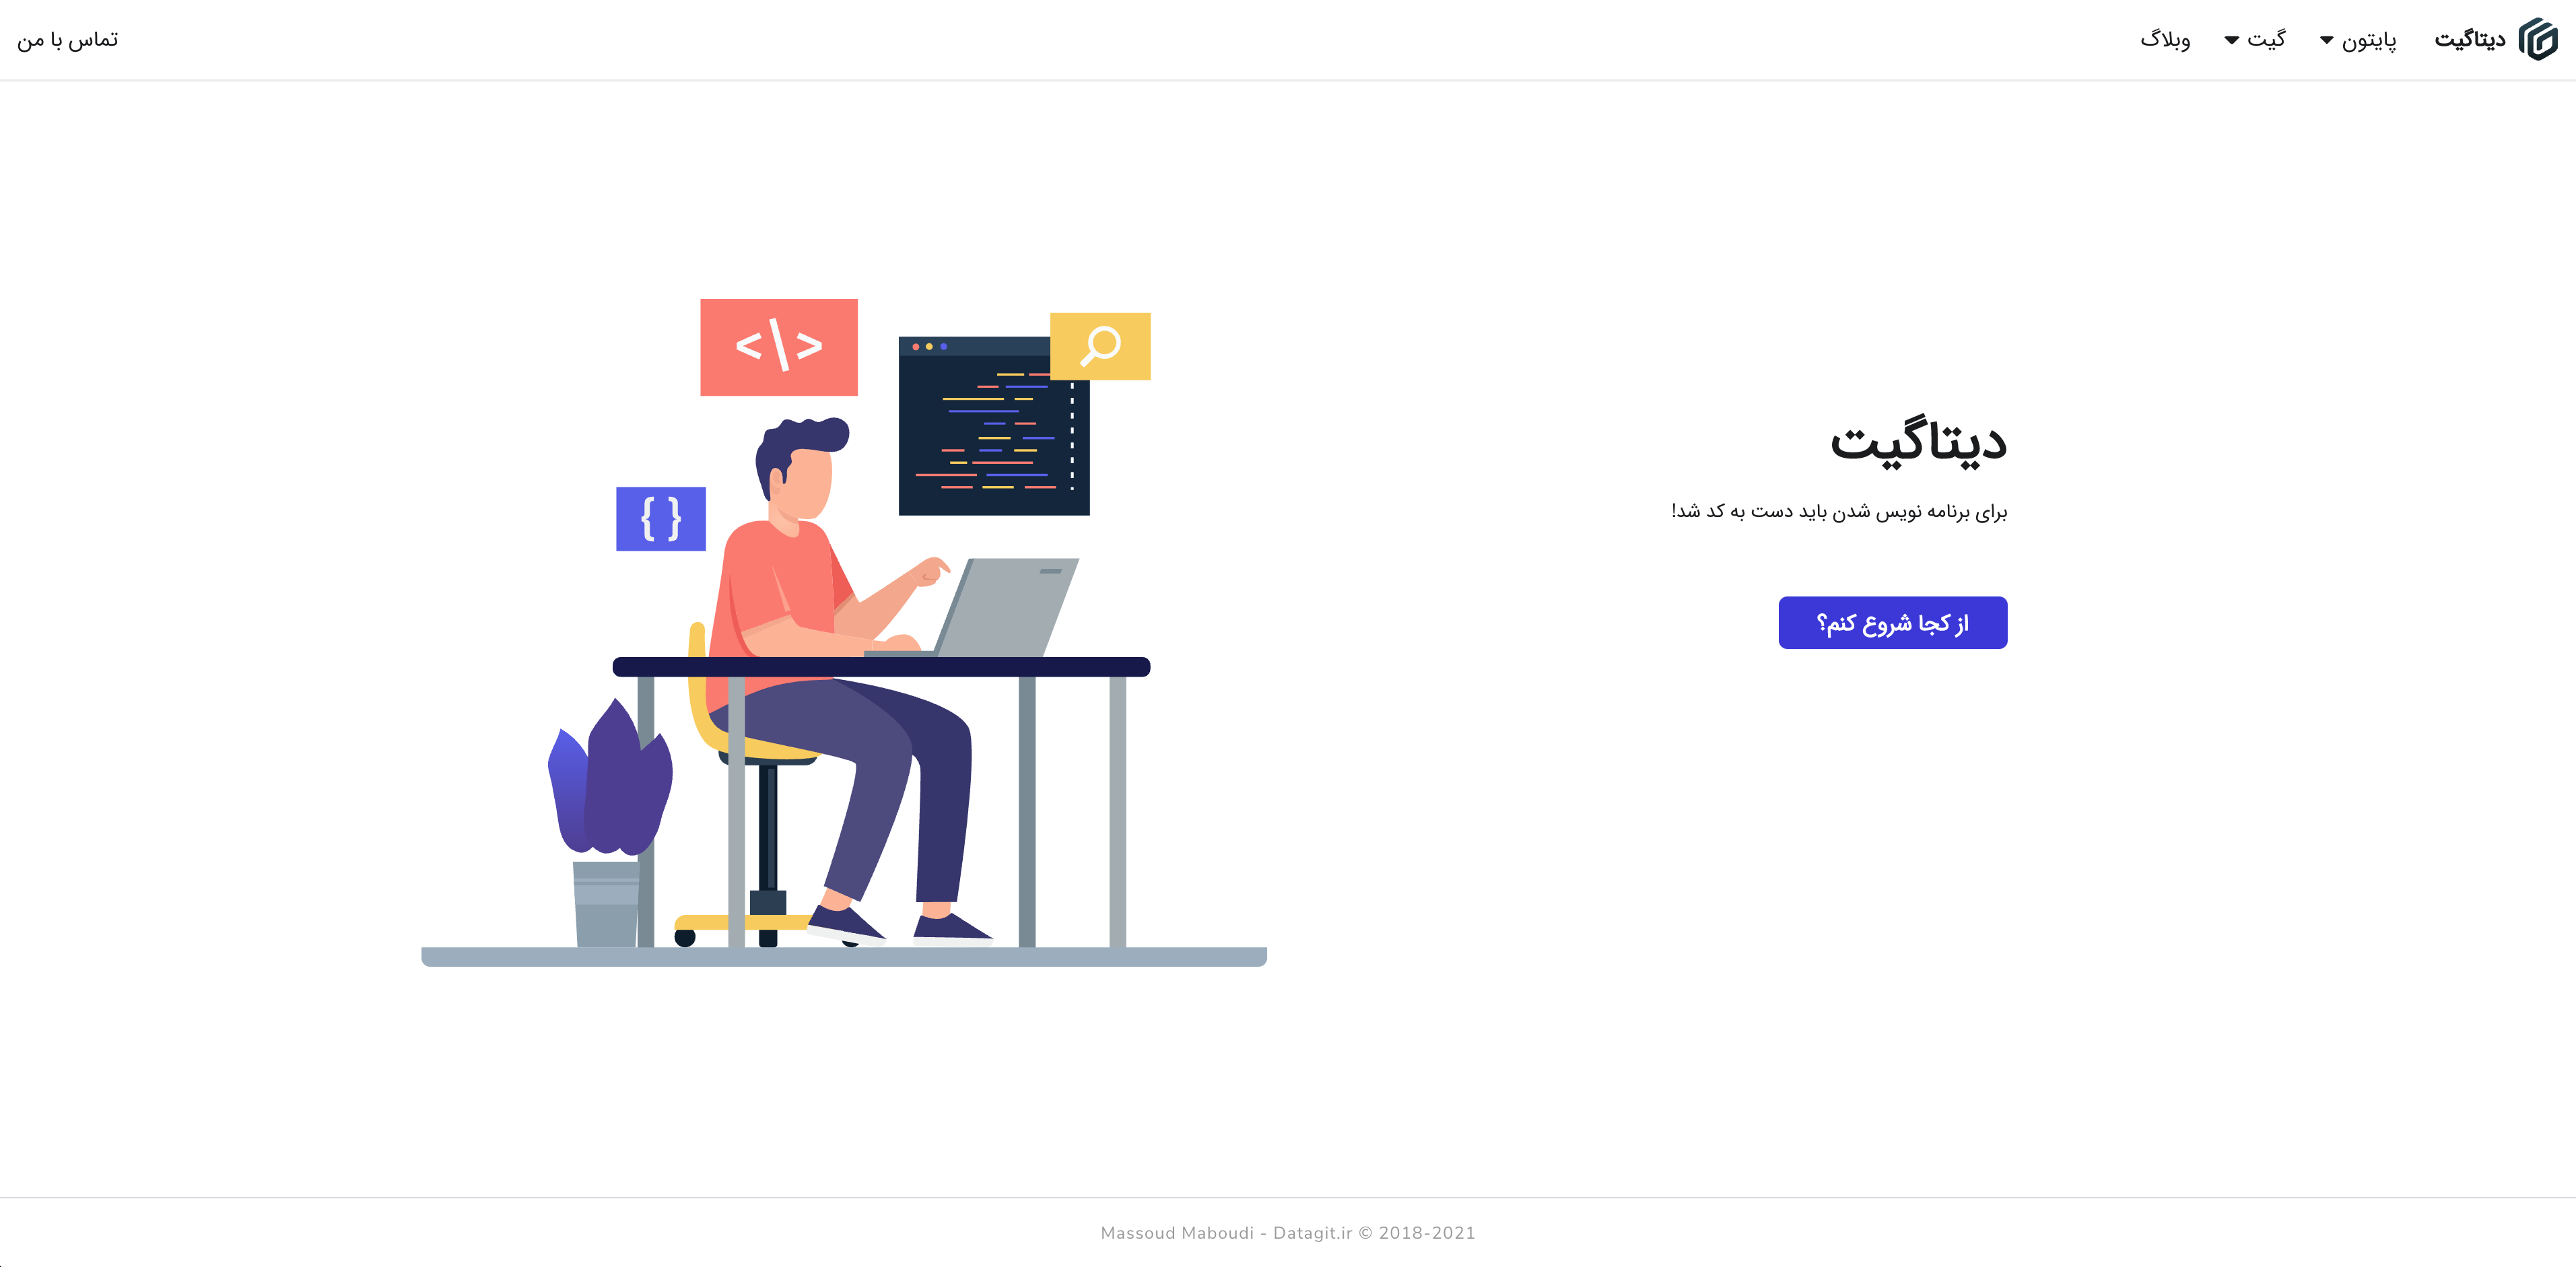 دیتاگیت
پایتون
گیت
وبلاگ
تماس با من
دیتاگیت
برای برنامه نویس شدن باید دست به کد شد!
از کجا شروع کنم؟
<\>
{ }
Massoud Maboudi - Datagit.ir © 2018-2021